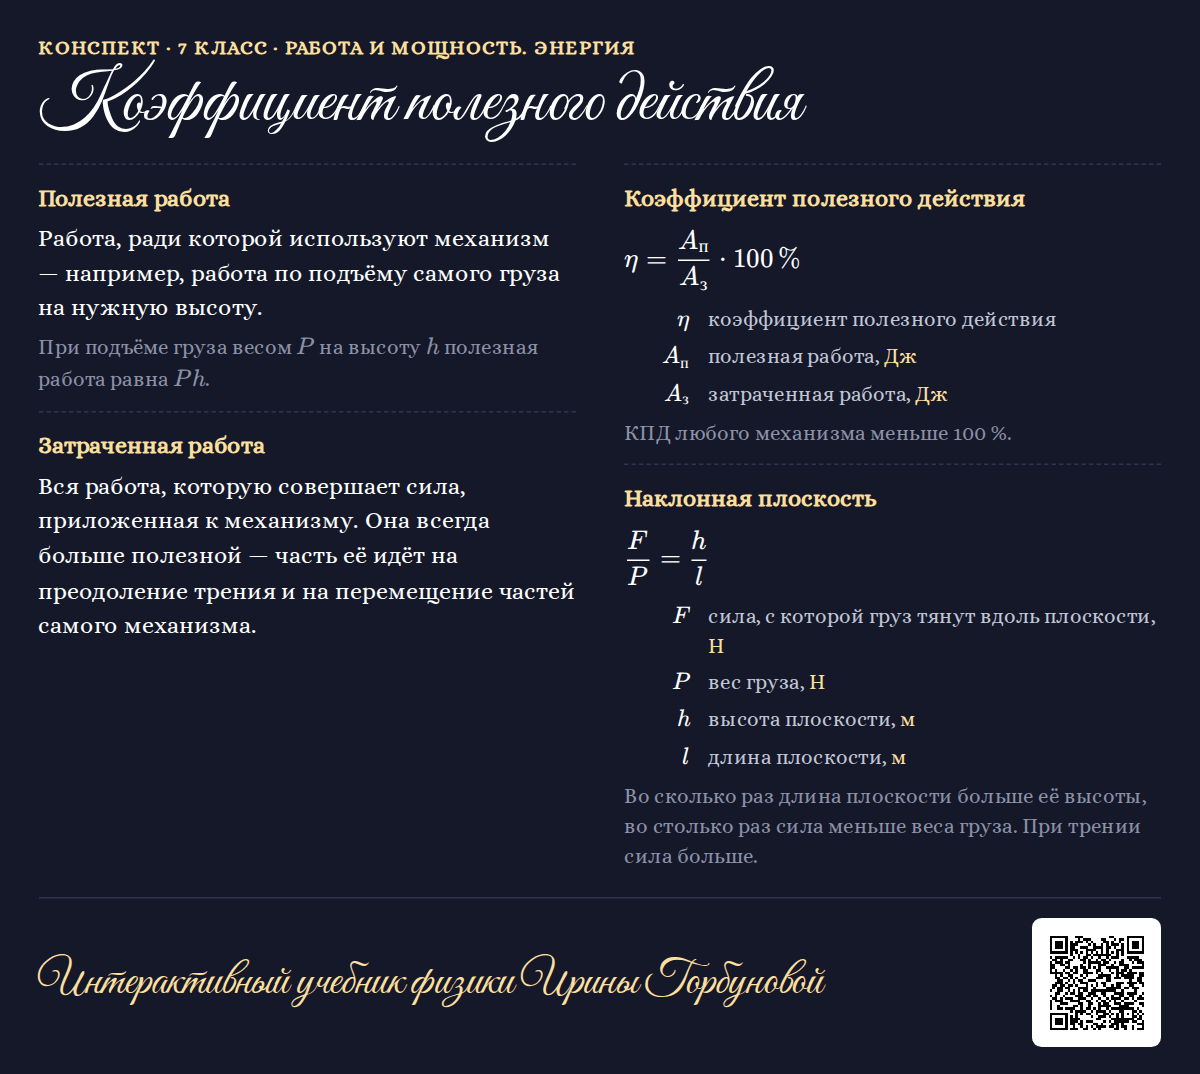 КОНСПЕКТ · 7 КЛАСС · РАБОТА И МОЩНОСТЬ. ЭНЕРГИЯ
Коэффициент полезного действия
Полезная работа
Работа, ради которой используют механизм
— например, работа по подъёму самого груза
на нужную высоту.
При подъёме груза весом P на высоту h полезная
работа равна Ph.
Затраченная работа
Вся работа, которую совершает сила,
приложенная к механизму. Она всегда
больше полезной — часть её идёт на
преодоление трения и на перемещение частей
самого механизма.
Коэффициент полезного действия
η = Aп / Aз · 100 %
η коэффициент полезного действия
Aп полезная работа, Дж
Aз затраченная работа, Дж
КПД любого механизма меньше 100 %.
Наклонная плоскость
F / P = h / l
F сила, с которой груз тянут вдоль плоскости,
Н
P вес груза, Н
h высота плоскости, м
l длина плоскости, м
Во сколько раз длина плоскости больше её высоты,
во столько раз сила меньше веса груза. При трении
сила больше.
Интерактивный учебник физики Ирины Горбуновой